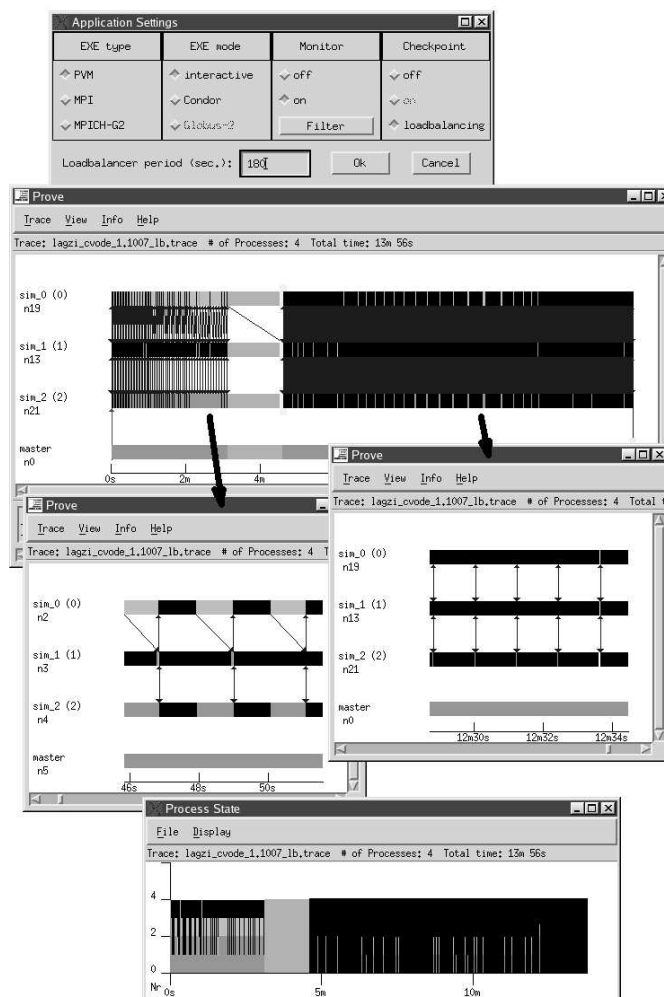 Application Settings
EXE type EXE mode Monitor Checkpoint
PVM interactive off off
MPI Condor on on
MPICH-G2 Globus-2 Filter loadbalancing
Loadbalancer period (sec.): 180 Ok Cancel
Prove
Trace View Info Help
Trace: lagzi_cvode_1.1007_lb.trace # of Processes: 4 Total time: 13m 56s
sim_0 (0)
n19
sim_1 (1)
n13
sim_2 (2)
n21
master
n0
0s 2m 4m
Prove
Trace View Info Help
Trace: lagzi_cvode_1.1007_lb.trace # of Processes: 4 Total t
sim_0 (0)
n19
sim_1 (1)
n13
sim_2 (2)
n21
master
n0
12m30s 12m32s 12m34s
Prove
Trace View Info Help
Trace: lagzi_cvode_1.1007_lb.trace # of Processes: 4
sim_0 (0)
n2
sim_1 (1)
n3
sim_2 (2)
n4
master
n5
46s 48s 50s
Process State
File Display
Trace: lagzi_cvode_1.1007_lb.trace # of Processes: 4 Total time: 13m 56s
4
2
0
Nr 0s 5m 10m